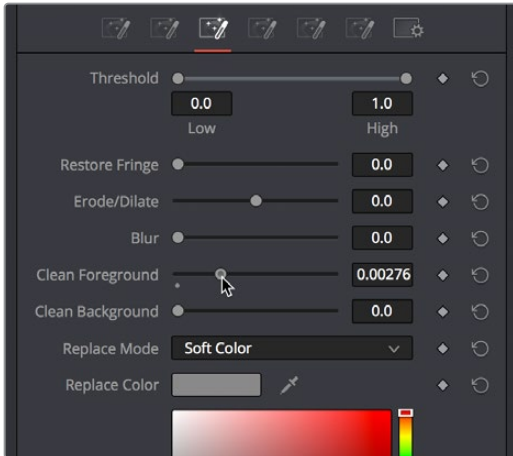 Threshold
0.0 1.0
Low High
Restore Fringe 0.0
Erode/Dilate 0.0
Blur 0.0
Clean Foreground 0.00276
Clean Background 0.0
Replace Mode Soft Color
Replace Color